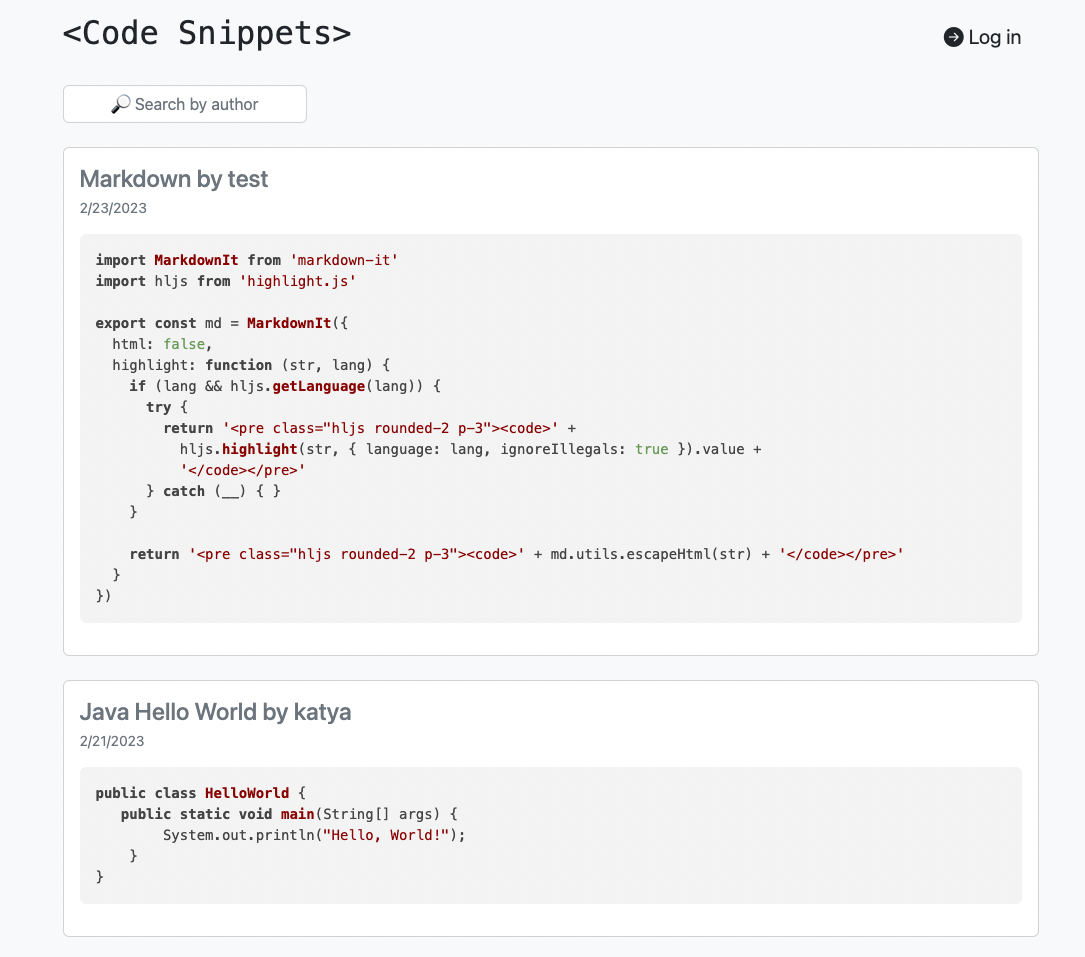 <Code Snippets>
Log in
Search by author
Markdown by test
2/23/2023
import MarkdownIt from 'markdown-it'
import hljs from 'highlight.js'
export const md = MarkdownIt({
  html: false,
  highlight: function (str, lang) {
    if (lang && hljs.getLanguage(lang)) {
      try {
        return '<pre class="hljs rounded-2 p-3"><code>' +
          hljs.highlight(str, { language: lang, ignoreIllegals: true }).value +
          '</code></pre>'
      } catch (__) { }
    }
    return '<pre class="hljs rounded-2 p-3"><code>' + md.utils.escapeHtml(str) + '</code></pre>'
  }
})
Java Hello World by katya
2/21/2023
public class HelloWorld {
   public static void main(String[] args) {
        System.out.println("Hello, World!");
    }
}